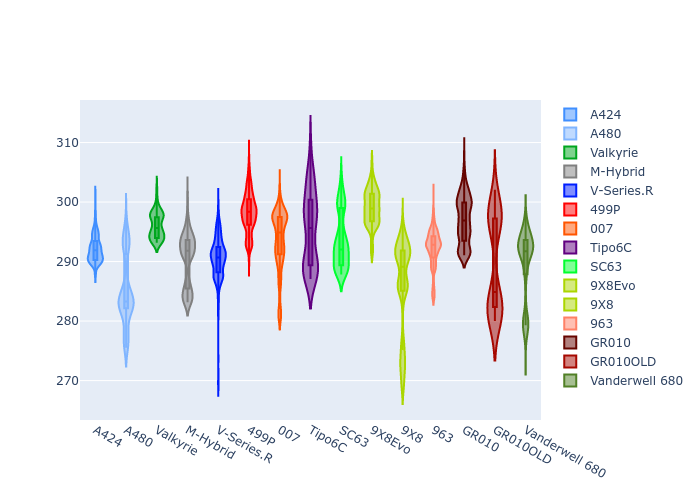 310
300
290
280
270
A424
A480
Valkyrie
M-Hybrid
V-Series.R
499P
007
Tipo6C
SC63
9X8Evo
9X8
963
GR010
GR010OLD
Vanderwell 680
A424
A480
Valkyrie
M-Hybrid
V-Series.R
499P
007
Tipo6C
SC63
9X8Evo
9X8
963
GR010
GR010OLD
Vanderwell 680